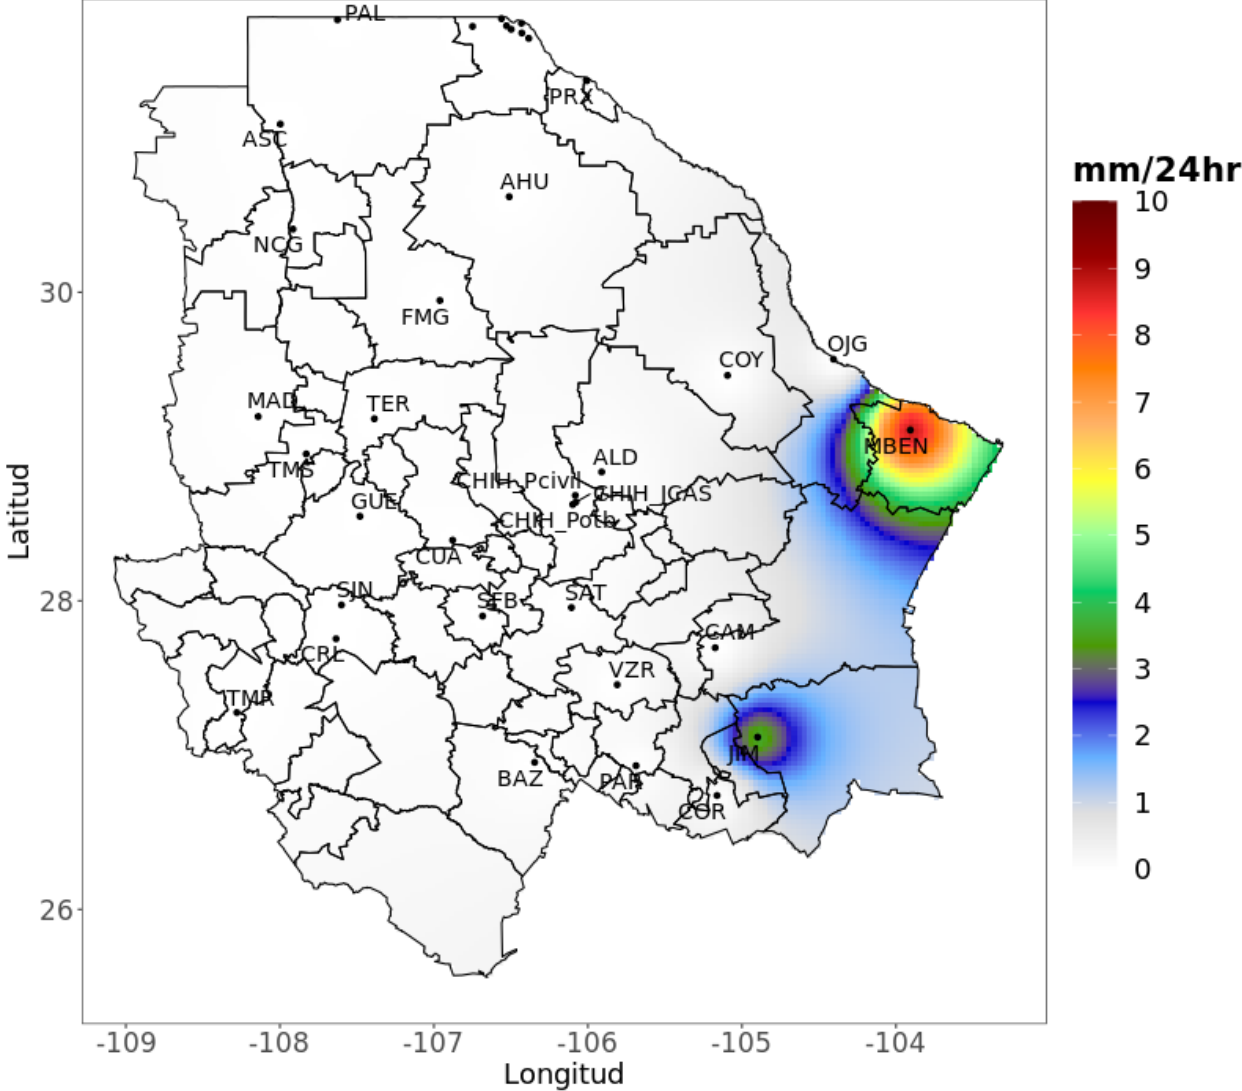 PAL
mm/24hr
PRX
ASC
AHU
NCG
FMG
OJG
COY
MAD
TER
MBEN
TMS
ALD
CHIH_Pcivil
CHIH_JCAS
GUE
CHIH_Potb
CUA
SJN
SFB
SAT
CAM
CRL
VZR
TMR
JIM
BAZ
PAR
COR
10
9
8
7
6
5
4
3
2
1
0
30
28
26
Latitud
-109
-108
-107
-106
-105
-104
Longitud